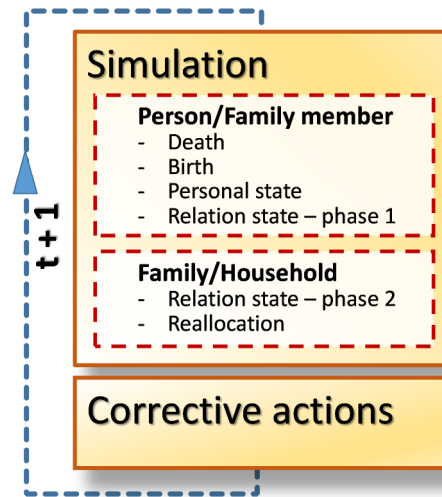 Simulation
Person/Family member
- Death
- Birth
- Personal state
- Relation state – phase 1
t + 1
Family/Household
- Relation state – phase 2
- Reallocation
Corrective actions